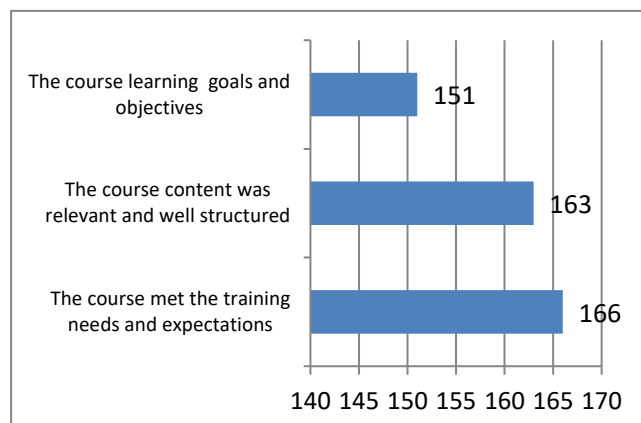 The course learning goals and
objectives
151
The course content was
relevant and well structured
163
The course met the training
needs and expectations
166
140 145 150 155 160 165 170